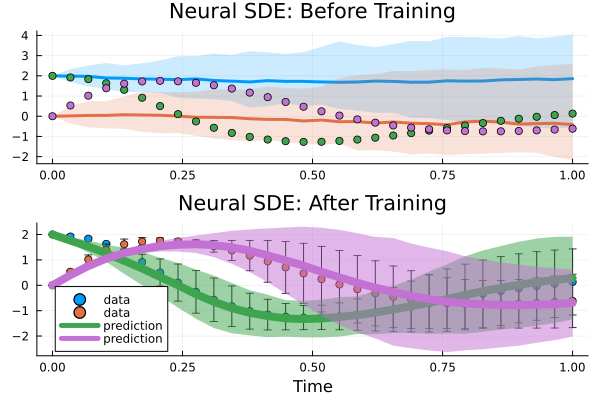 Neural SDE: Before Training
4
3
2
1
0
−1
−2
0.00 0.25 0.50 0.75 1.00
Neural SDE: After Training
2
1
0
−1
−2
data
data
prediction
prediction
0.00 0.25 0.50 0.75 1.00
Time